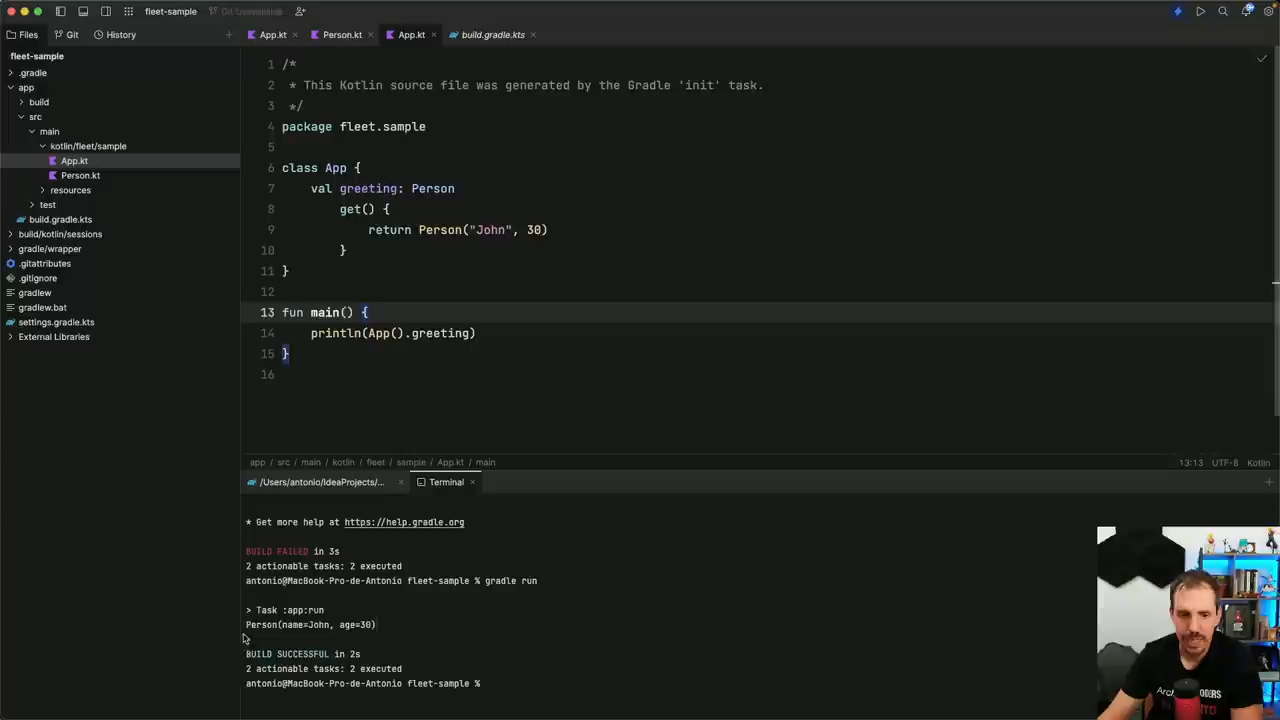 fleet-sample
Files Git History
App.kt Person.kt App.kt build.gradle.kts
fleet-sample
.gradle
app
build
src
main
kotlin/fleet/sample
App.kt
Person.kt
resources
test
build.gradle.kts
build/kotlin/sessions
gradle/wrapper
.gitattributes
.gitignore
gradlew
gradlew.bat
settings.gradle.kts
External Libraries
1 /*
2 * This Kotlin source file was generated by the Gradle 'init' task.
3 */
4 package fleet.sample
5
6 class App {
7 val greeting: Person
8 get() {
9 return Person("John", 30)
10 }
11 }
12
13 fun main() {
14 println(App().greeting)
15 }
16
app / src / main / kotlin / fleet / sample / App.kt / main 13:13 UTF-8 Kotlin
/Users/antonio/IdeaProjects/... Terminal
* Get more help at https://help.gradle.org
BUILD FAILED in 3s
2 actionable tasks: 2 executed
antonio@MacBook-Pro-de-Antonio fleet-sample % gradle run
> Task :app:run
Person(name=John, age=30)
BUILD SUCCESSFUL in 2s
2 actionable tasks: 2 executed
antonio@MacBook-Pro-de-Antonio fleet-sample %